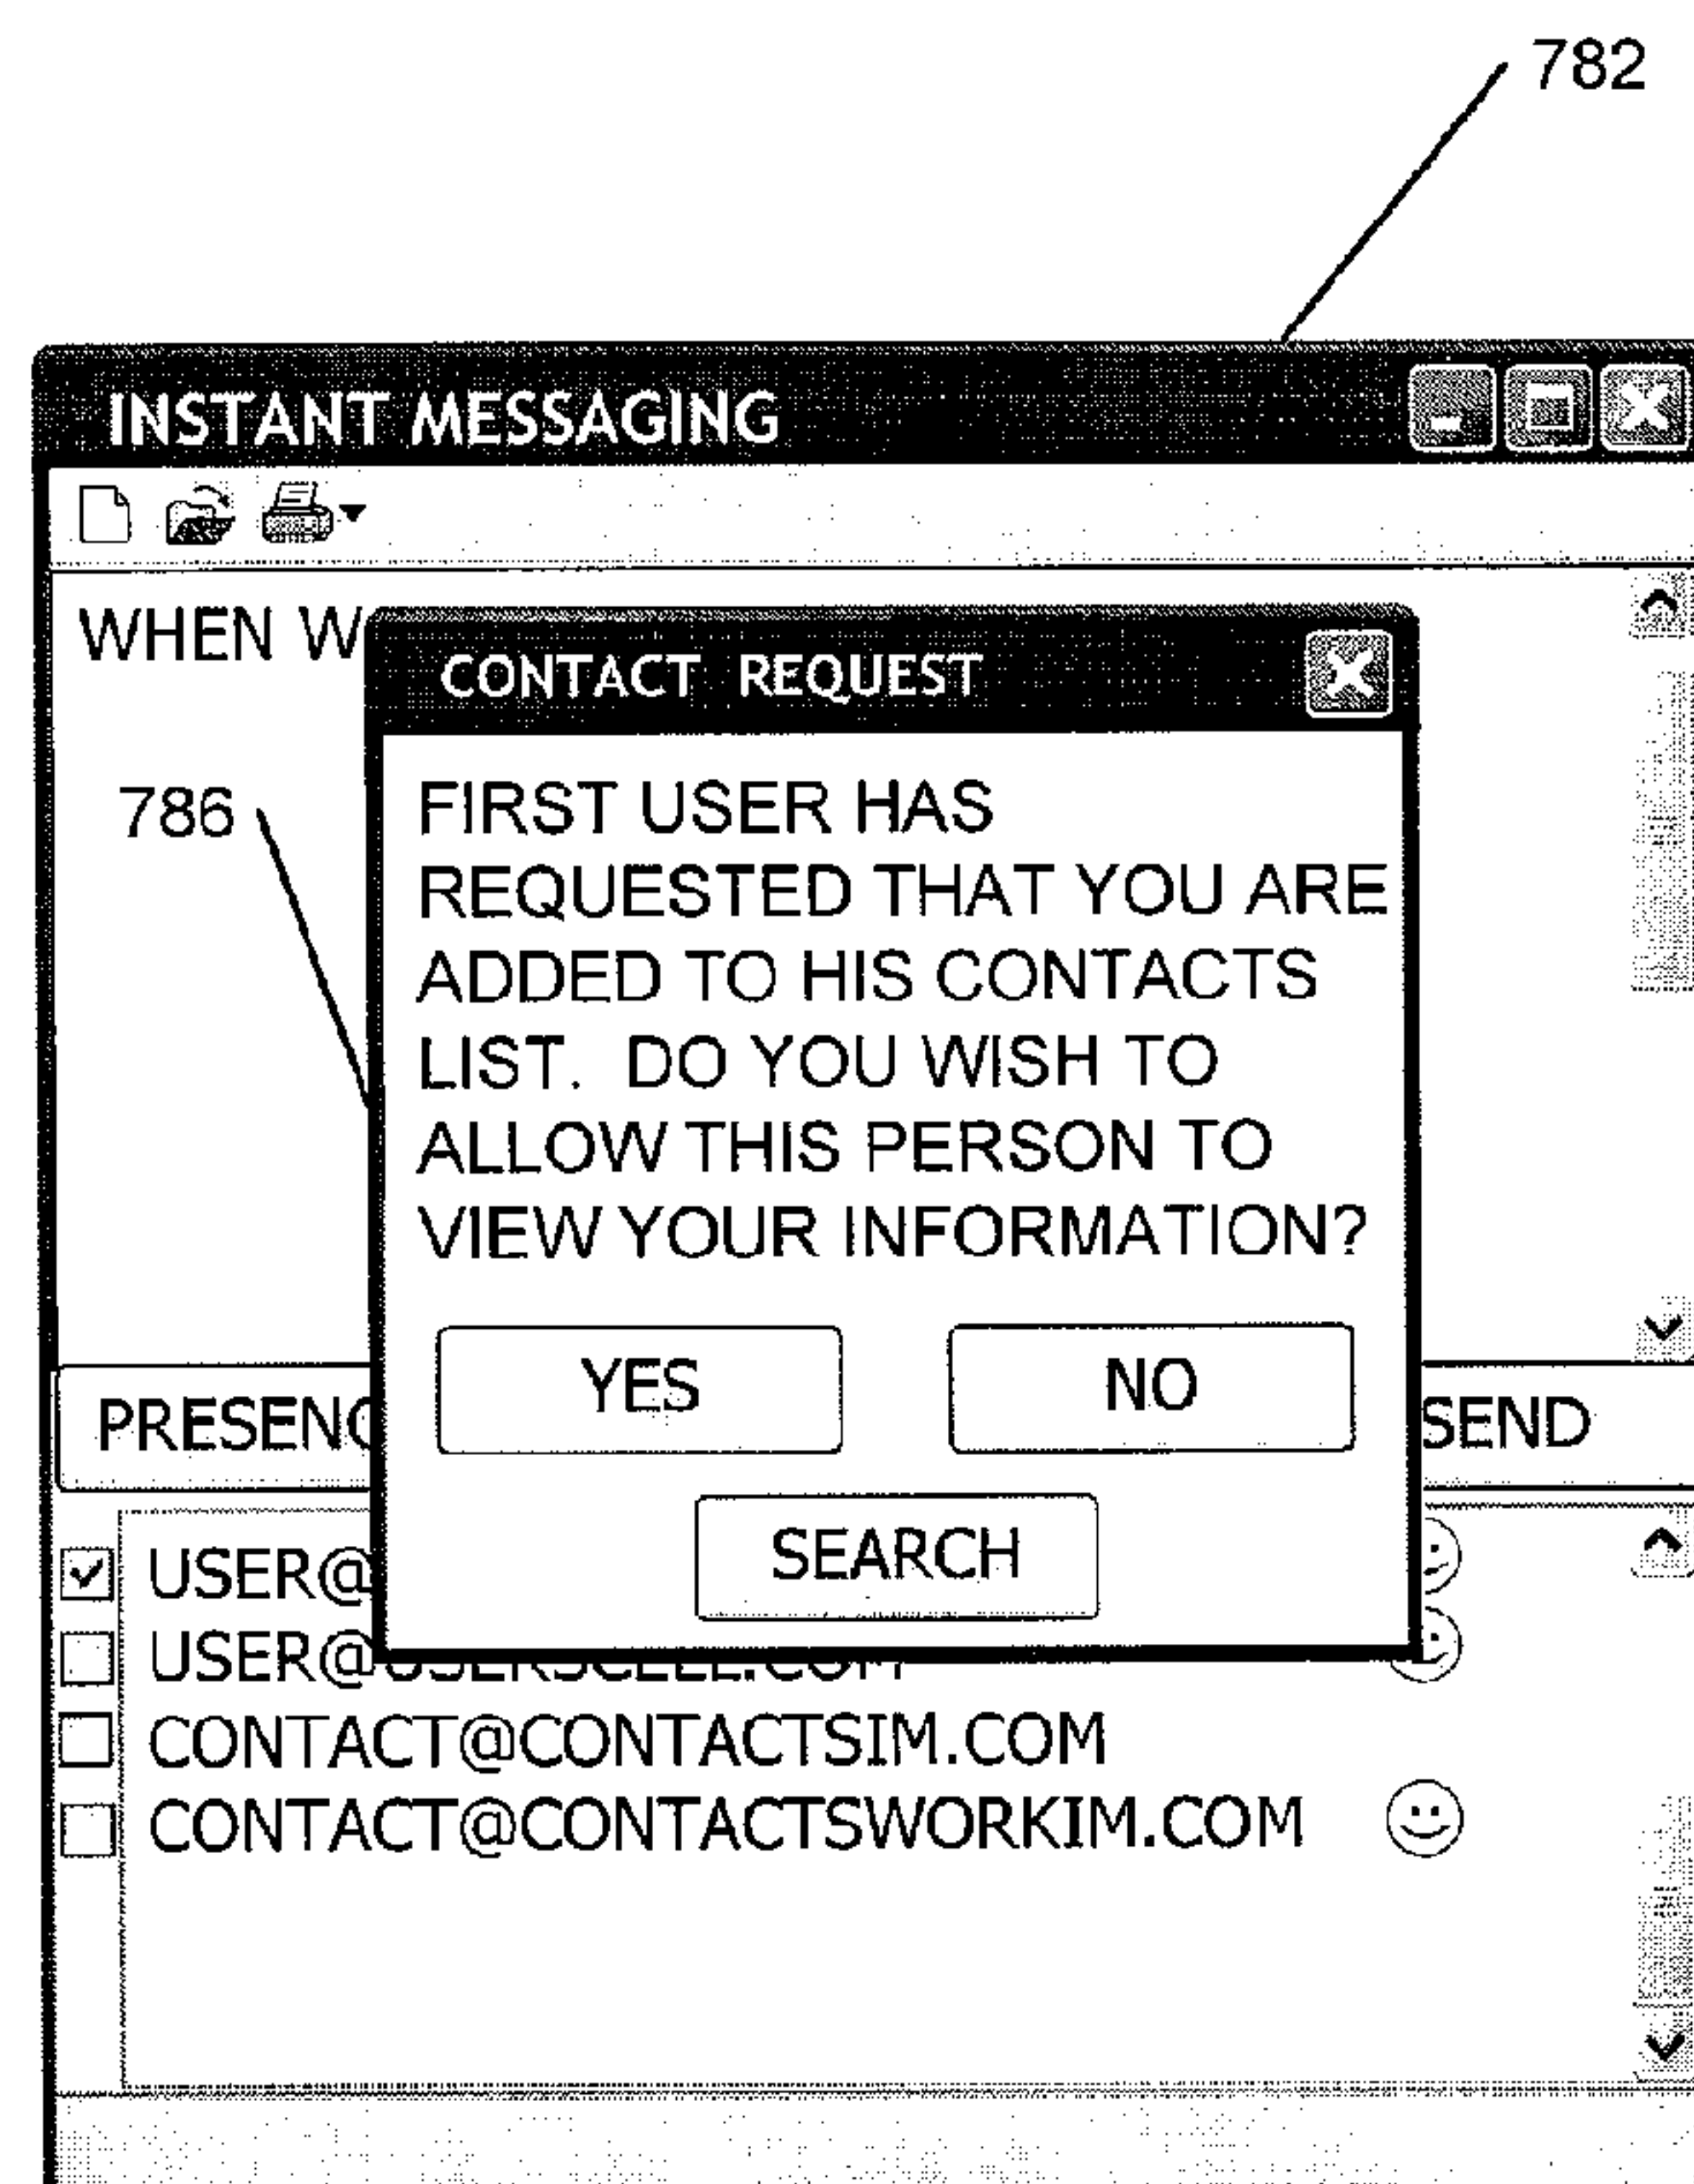 782
INSTANT MESSAGING
WHEN W
CONTACT REQUEST
786
FIRST USER HAS
REQUESTED THAT YOU ARE
ADDED TO HIS CONTACTS
LIST. DO YOU WISH TO
ALLOW THIS PERSON TO
VIEW YOUR INFORMATION?
YES NO
PRESENC SEND
SEARCH
USER@
USER@USERSCELL.COM
CONTACT@CONTACTSIM.COM
CONTACT@CONTACTSWORKIM.COM